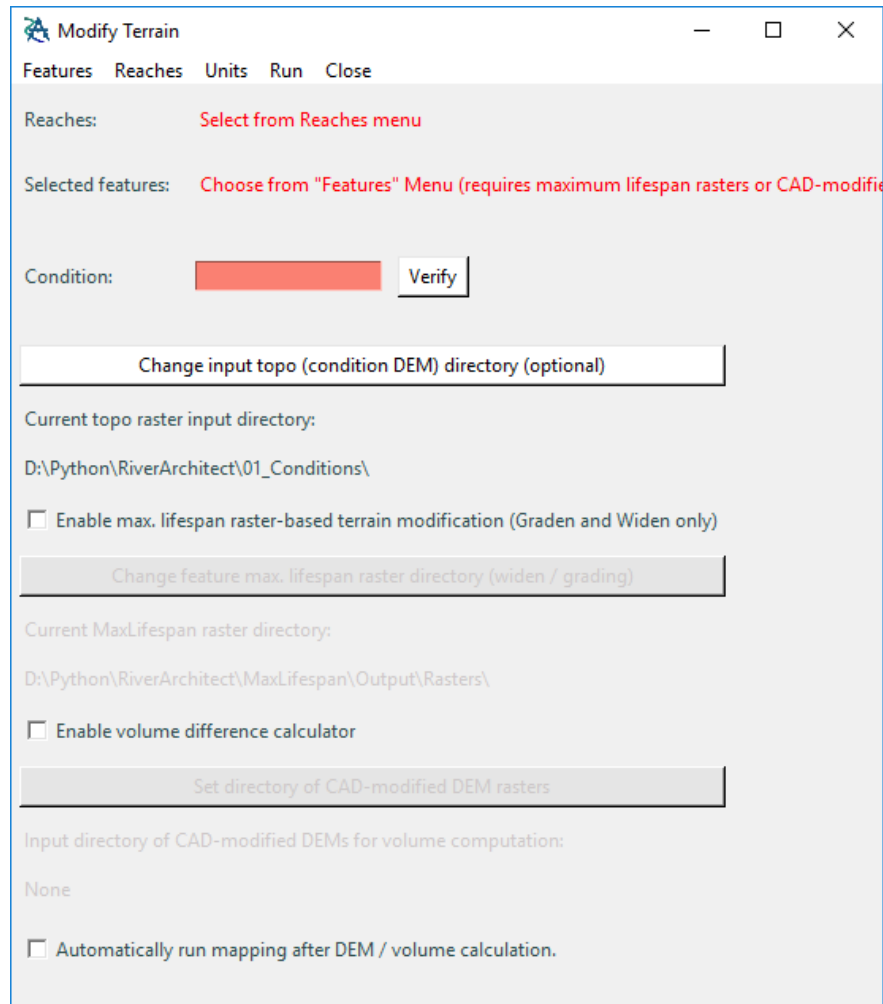 Modify Terrain
Features Reaches Units Run Close
Reaches: Select from Reaches menu
Selected features: Choose from "Features" Menu (requires maximum lifespan rasters or CAD-modifie
Condition: Verify
Change input topo (condition DEM) directory (optional)
Current topo raster input directory:
D:\Python\RiverArchitect\01_Conditions\
Enable max. lifespan raster-based terrain modification (Graden and Widen only)
Change feature max. lifespan raster directory (widen / grading)
Current MaxLifespan raster directory:
D:\Python\RiverArchitect\MaxLifespan\Output\Rasters\
Enable volume difference calculator
Set directory of CAD-modified DEM rasters
Input directory of CAD-modified DEMs for volume computation:
None
Automatically run mapping after DEM / volume calculation.